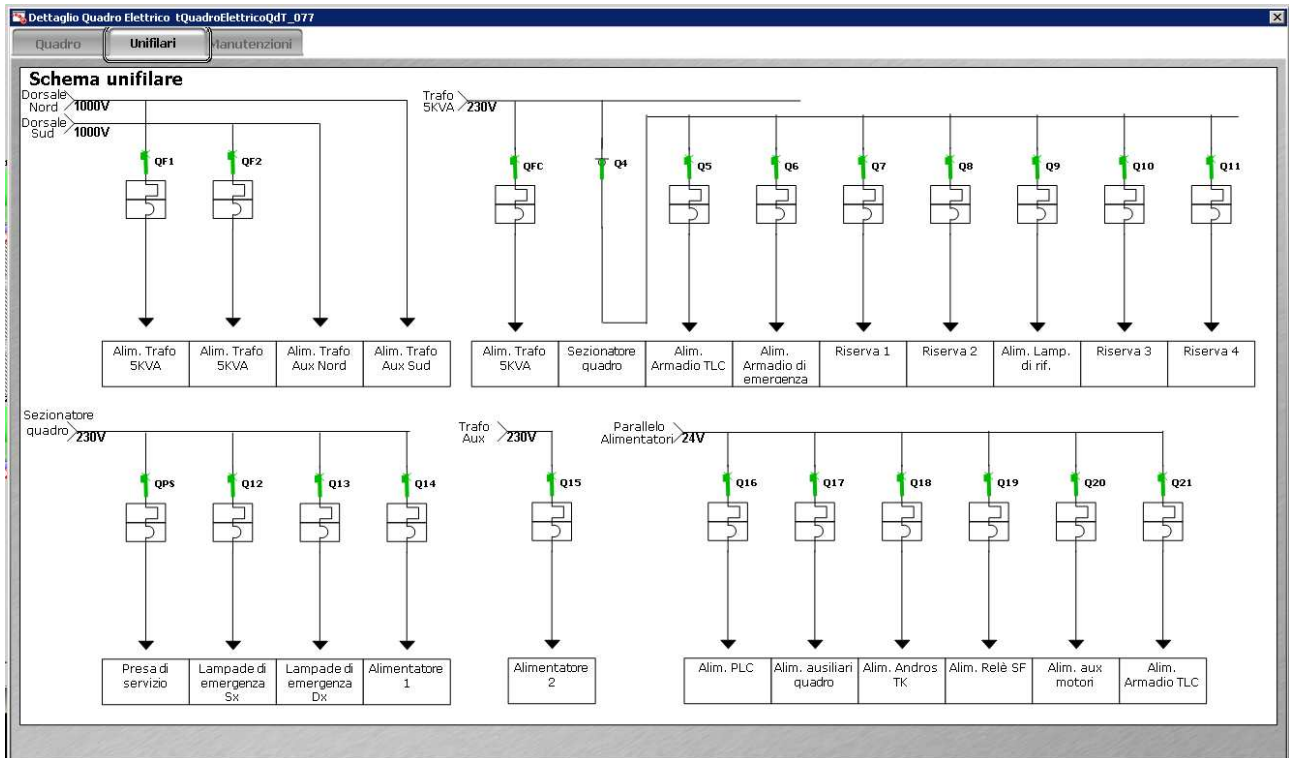 Dettaglio Quadro Elettrico tQuadroElettricoQdT_077
Quadro
Unifilari
Manutenzioni
Schema unifilare
Dorsale
Nord
1000V
Dorsale
Sud
1000V
QF1
QF2
Alim. Trafo
5KVA
Alim. Trafo
5KVA
Alim. Trafo
Aux Nord
Alim. Trafo
Aux Sud
Trafo
5KVA
230V
QFC
Q4
Q5
Q6
Q7
Q8
Q9
Q10
Q11
Alim. Trafo
5KVA
Sezionatore
quadro
Alim.
Armadio TLC
Alim.
Armadio di
emergenza
Riserva 1
Riserva 2
Alim. Lamp.
di rif.
Riserva 3
Riserva 4
Sezionatore
quadro
230V
QPS
Q12
Q13
Q14
Presa di
servizio
Lampade di
emergenza
Sx
Lampade di
emergenza
Dx
Alimentatore
1
Trafo
Aux
230V
Q15
Alimentatore
2
Parallelo
Alimentatori
24V
Q16
Q17
Q18
Q19
Q20
Q21
Alim. PLC
Alim. ausiliari
quadro
Alim. Andros
TK
Alim. Relè SF
Alim. aux
motori
Alim.
Armadio TLC